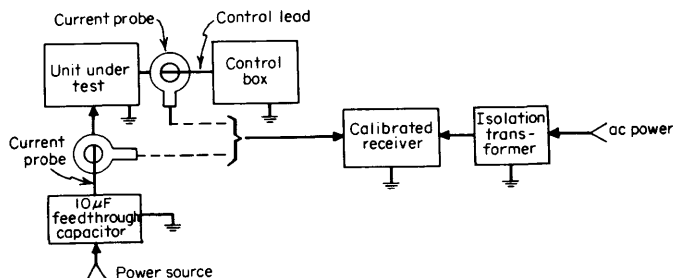 Current probe
Control lead
Unit under
test
Control
box
Current
probe
Calibrated
receiver
Isolation
trans-
former
ac power
10μF
feedthrough
capacitor
Power source